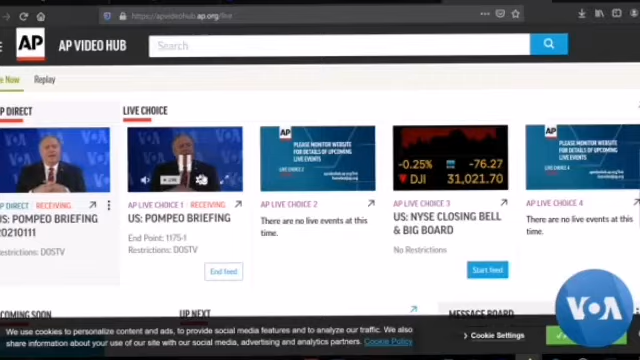 https://apvideohub.ap.org/live
AP
AP VIDEO HUB
Search
Now
Replay
DIRECT
LIVE CHOICE
VOA
AP
PLEASE MONITOR WEBSITE
FOR DETAILS OF UPCOMING
LIVE EVENTS
LIVE CHOICE 2
-0.25% -76.27
DJI 31,021.70
AP
PLEASE MONITOR WEBSITE
FOR DETAILS OF UPCOMING
LIVE EVENTS
LIVE CHOICE 4
DIRECT RECEIVING
US: POMPEO BRIEFING
20210111
Restrictions: DOSTV
AP LIVE CHOICE 1 RECEIVING
US: POMPEO BRIEFING
End Point: 1175-1
Restrictions: DOSTV
End feed
AP LIVE CHOICE 2
There are no live events at this
time.
AP LIVE CHOICE 3
US: NYSE CLOSING BELL
& BIG BOARD
No Restrictions
Start feed
AP LIVE CHOICE 4
There are no live events at this
time.
COMING SOON
UP NEXT
MESSAGE BOARD
We use cookies to personalize content and ads, to provide social media features and to analyze our traffic. We also
share information about your use of our site with our social media, advertising and analytics partners. Cookie Policy
Cookie Settings
VOA